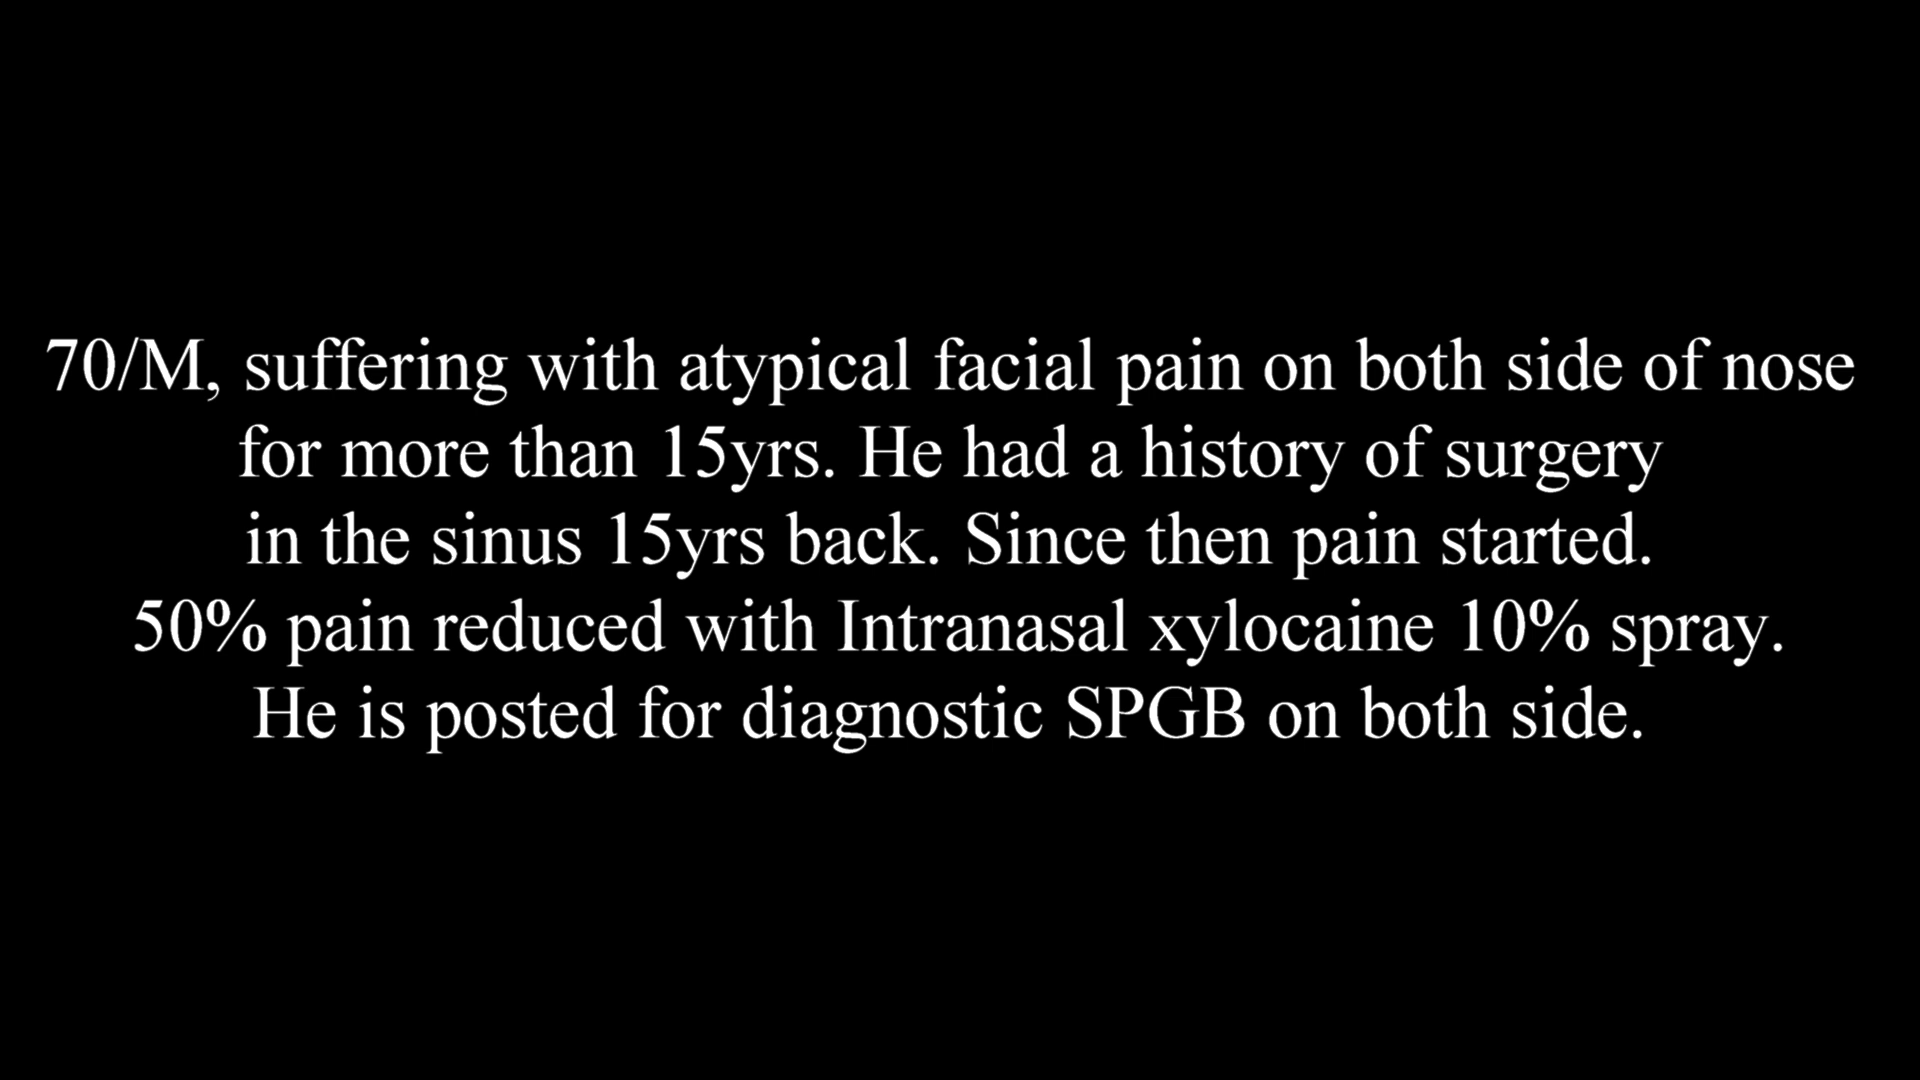 70/M, suffering with atypical facial pain on both side of nose
for more than 15yrs. He had a history of surgery
in the sinus 15yrs back. Since then pain started.
50% pain reduced with Intranasal xylocaine 10% spray.
He is posted for diagnostic SPGB on both side.